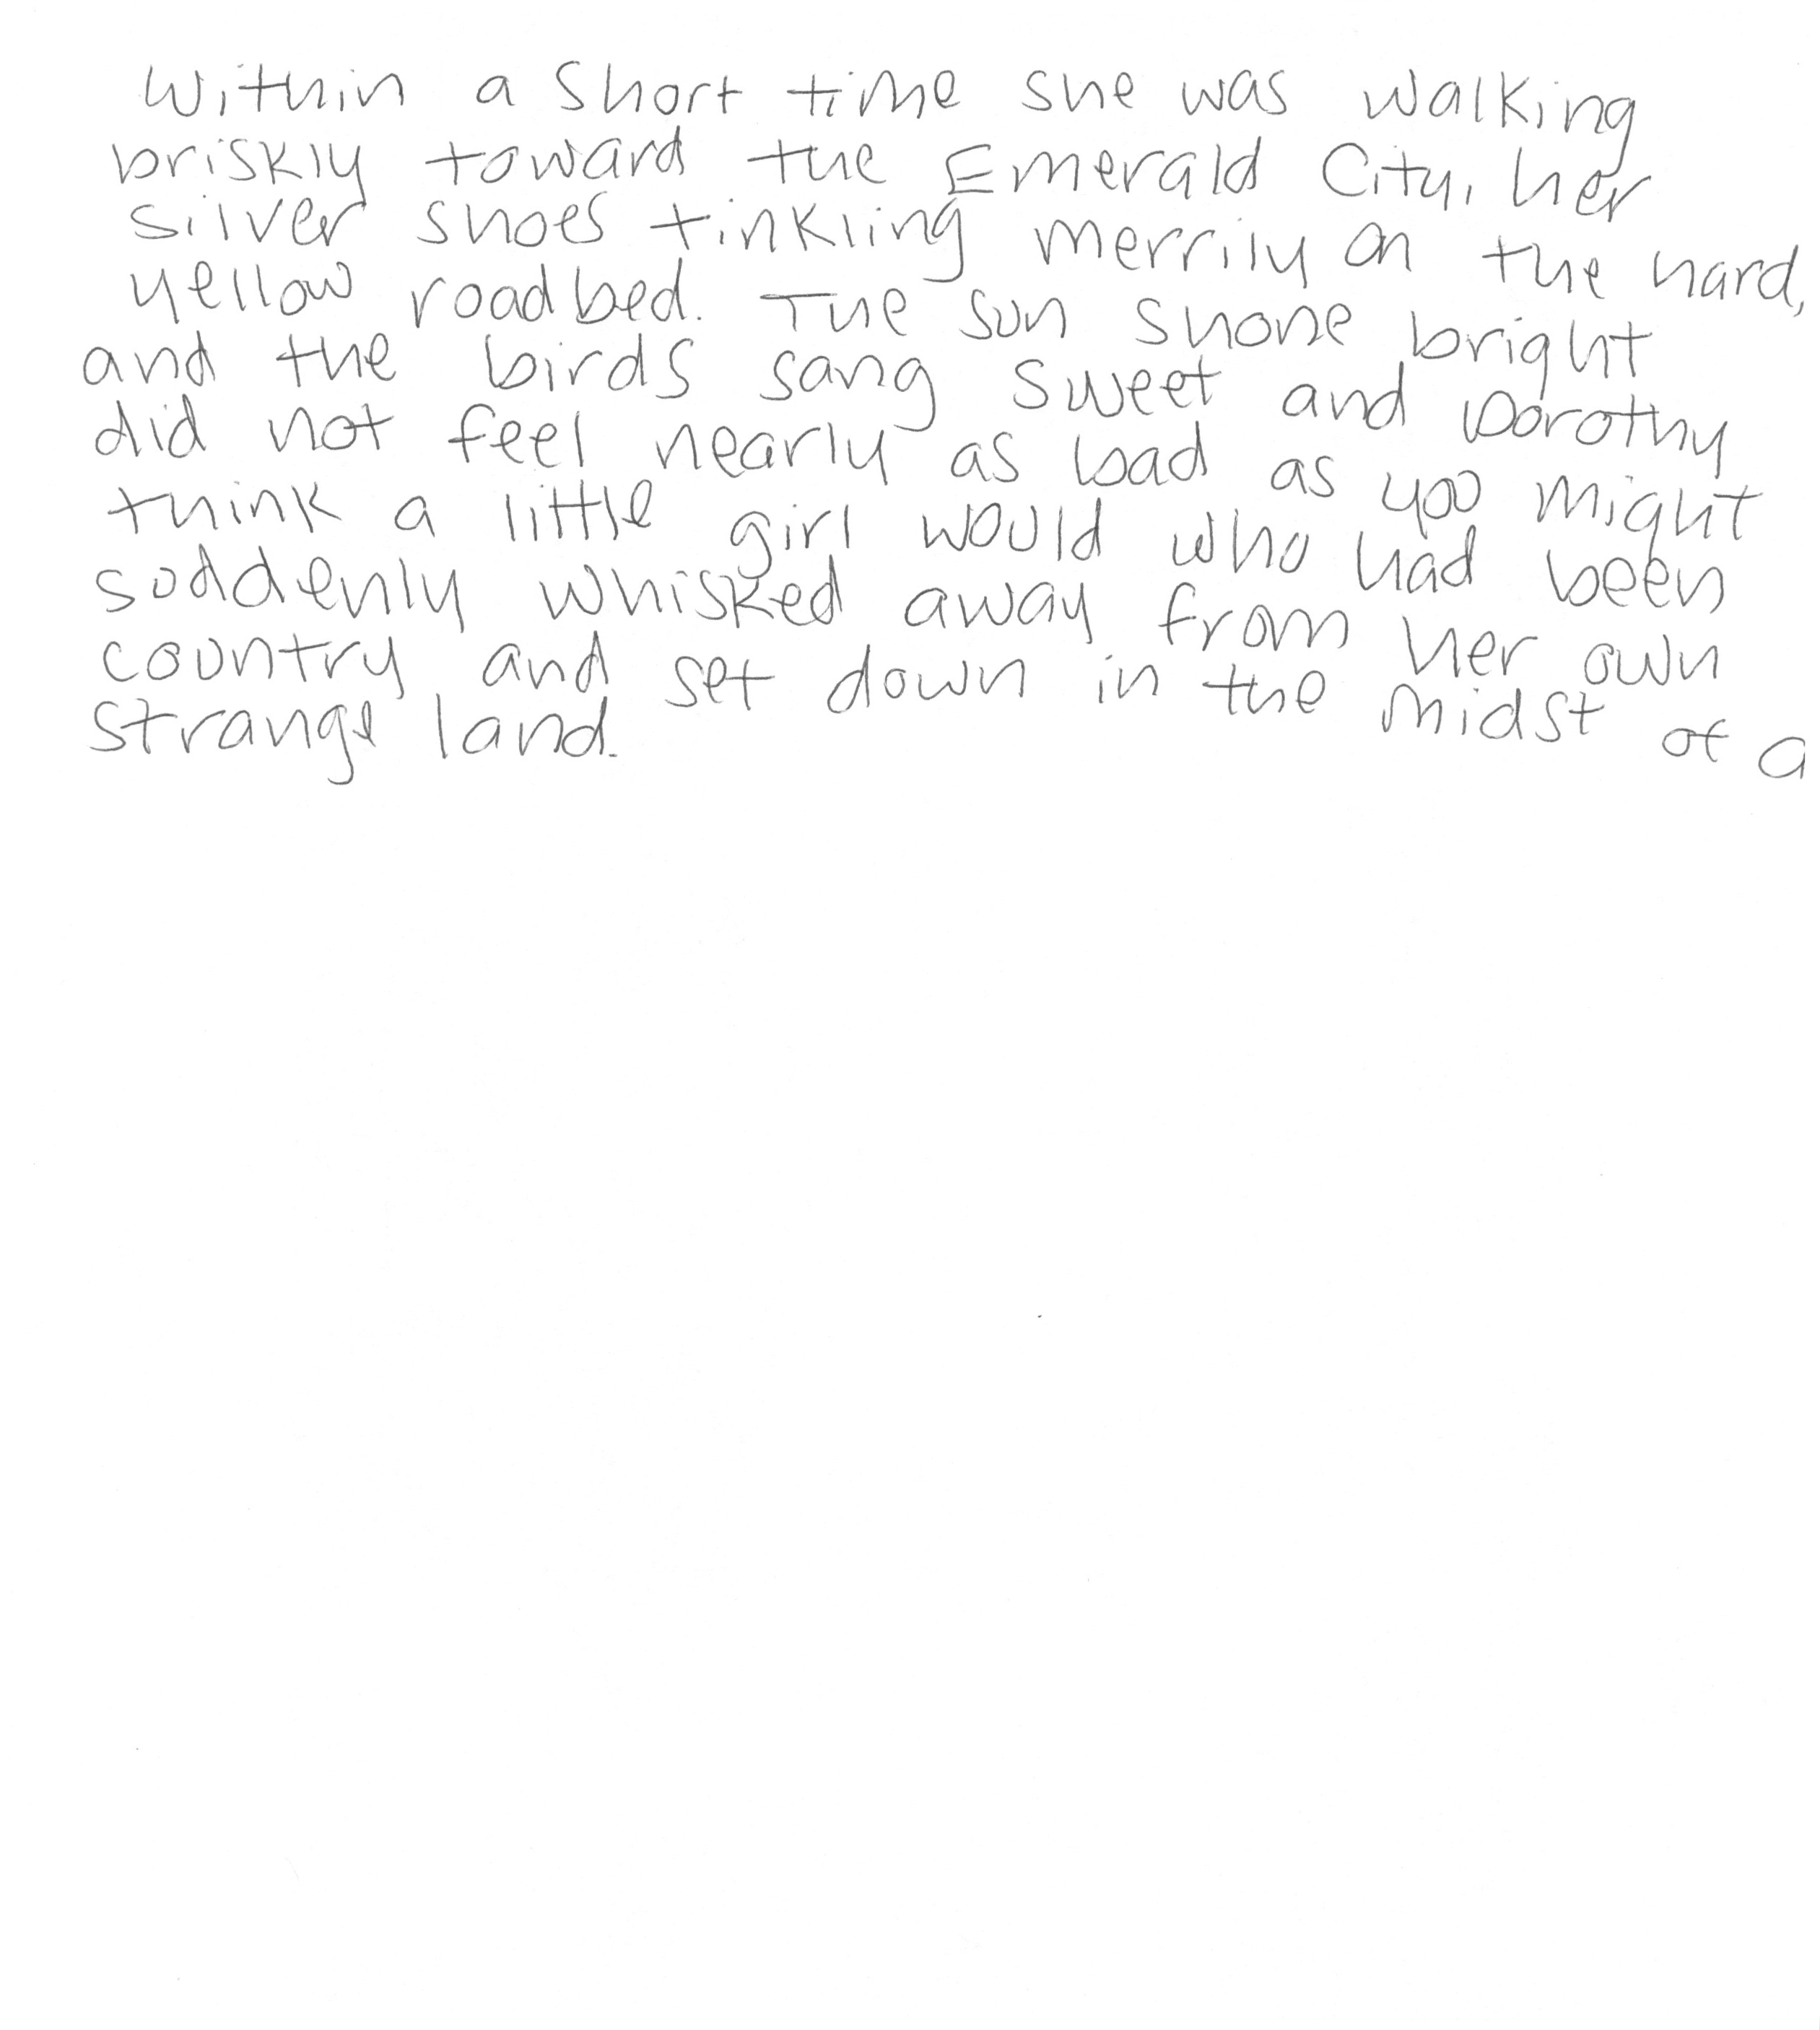 Within a short time she was walking
briskly toward the Emerald City, her
silver shoes tinkling merrily on the hard,
yellow roadbed. The sun shone bright
and the birds sang sweet and Dorothy
did not feel nearly as bad as you might
think a little girl would who had been
suddenly whisked away from her own
country and set down in the midst of a
strange land.